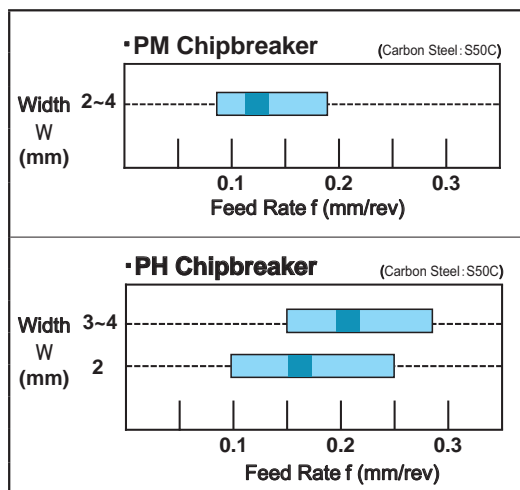 ・PM Chipbreaker
(Carbon Steel:S50C)
Width
W
(mm)
2~4
0.1 0.2 0.3
Feed Rate f (mm/rev)
・PH Chipbreaker
(Carbon Steel:S50C)
Width
W
(mm)
3~4
2
0.1 0.2 0.3
Feed Rate f (mm/rev)